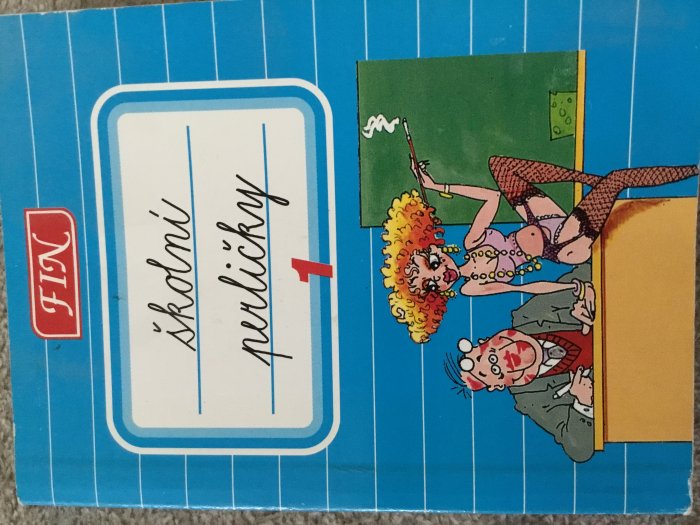 FIN
školní
perličky
1